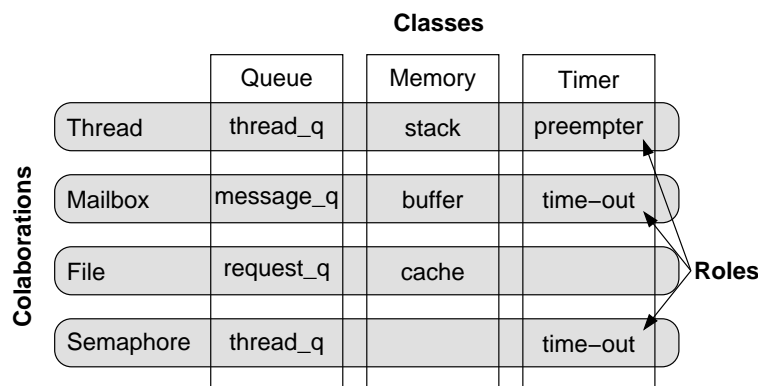 Classes
Queue Memory Timer
Thread thread_q stack preempter
Mailbox message_q buffer time−out
File request_q cache
Roles
Semaphore thread_q time−out
Colaborations